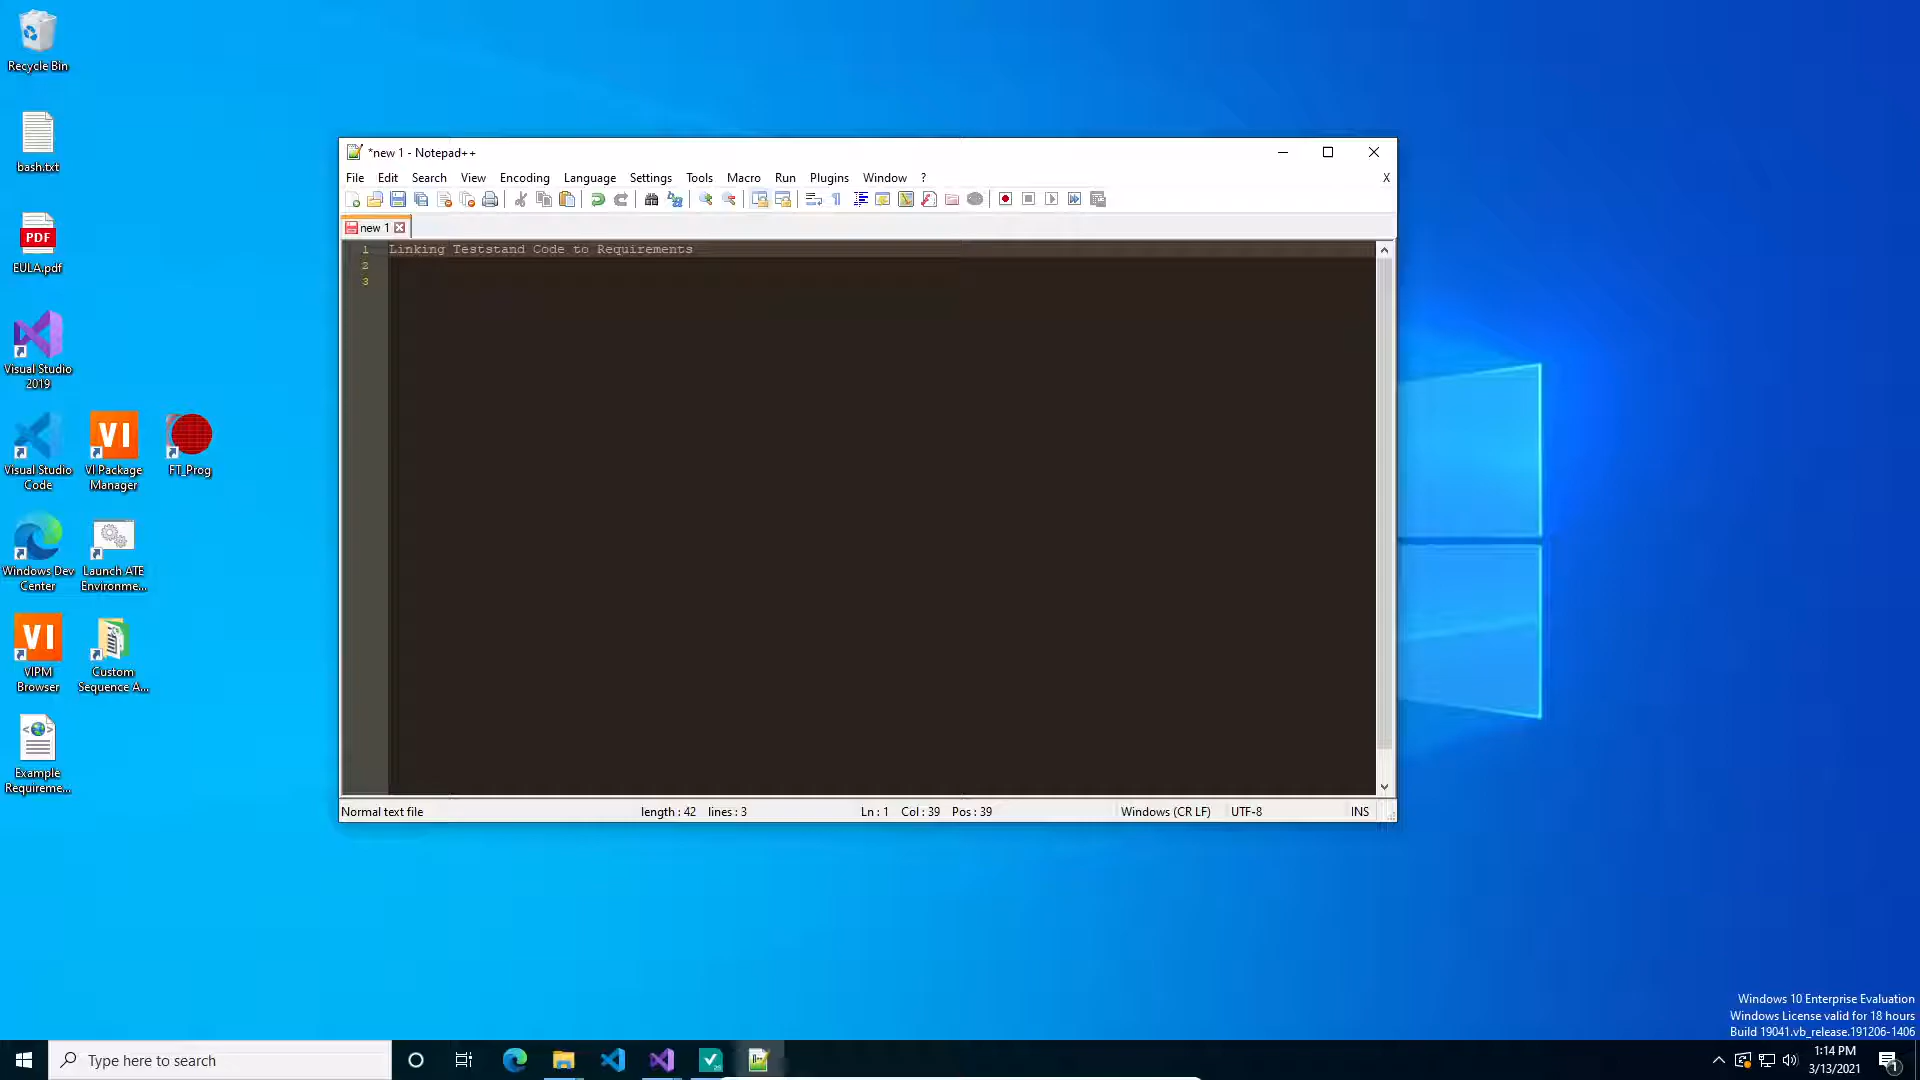 Recycle Bin
bash.txt
PDF
EULA.pdf
Visual Studio
2019
Visual Studio
Code
VI
VI Package
Manager
FT_Prog
Windows Dev
Center
Launch ATE
Environme...
VI
VIPM
Browser
Custom
Sequence A...
Example
Requireme...
*new 1 - Notepad++
File Edit Search View Encoding Language Settings Tools Macro Run Plugins Window ? X
new 1
1 Linking Teststand Code to Requirements
2
3
Normal text file length : 42 lines : 3 Ln : 1 Col : 39 Pos : 39 Windows (CR LF) UTF-8 INS
Windows 10 Enterprise Evaluation
Windows License valid for 18 hours
Build 19041.vb_release.191206-1406
Type here to search
1:14 PM
3/13/2021
1